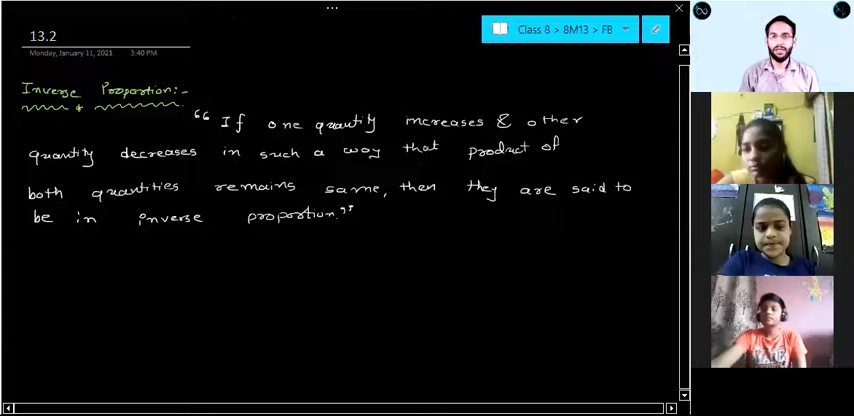 13.2
Monday, January 11, 2021 3:40 PM
Class 8 > 8M13 > FB
Inverse Proportion:-
"If one quantity increases & other
quantity decreases in such a way that product of
both quantities remains same, then they are said to
be in inverse proportion."